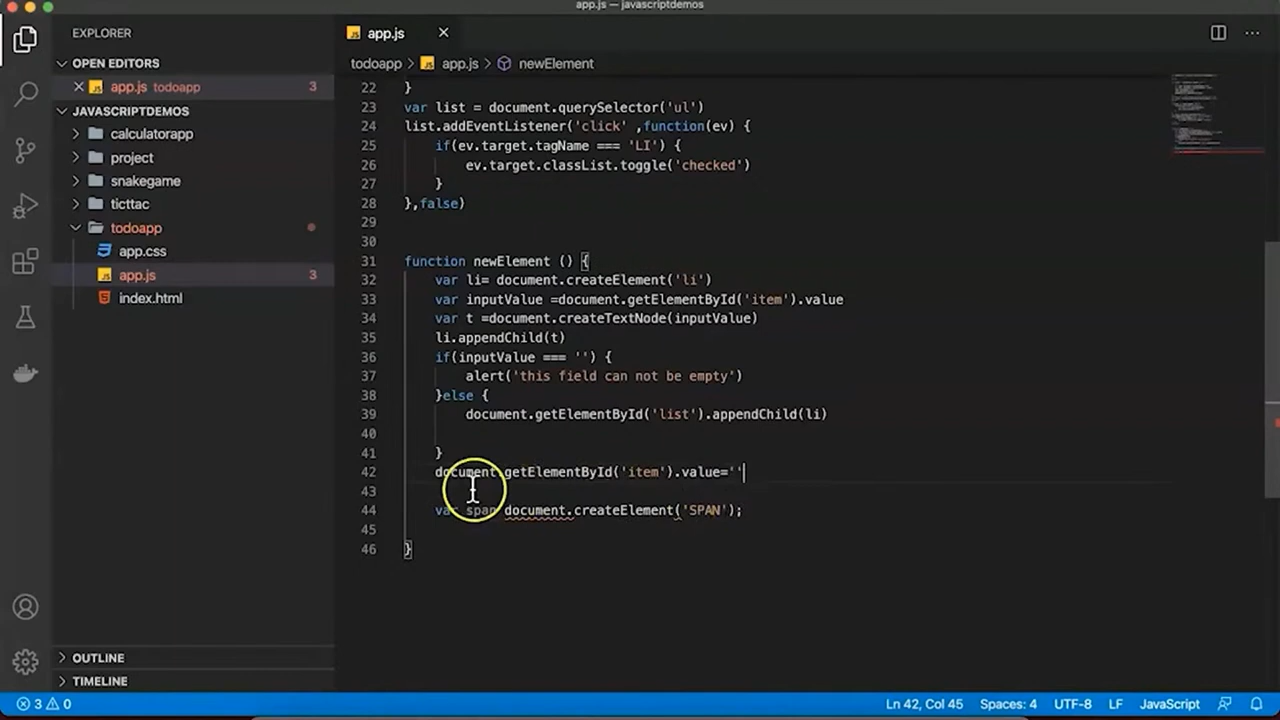 app.js — javascriptdemos
EXPLORER
app.js
OPEN EDITORS
app.js todoapp 3
JAVASCRIPTDEMOS
calculatorapp
project
snakegame
ticttac
todoapp
app.css
app.js 3
index.html
OUTLINE
TIMELINE
todoapp > app.js > newElement
22 }
23 var list = document.querySelector('ul')
24 list.addEventListener('click' ,function(ev) {
25 if(ev.target.tagName === 'LI') {
26 ev.target.classList.toggle('checked')
27 }
28 },false)
29
30
31 function newElement () {
32 var li= document.createElement('li')
33 var inputValue =document.getElementById('item').value
34 var t =document.createTextNode(inputValue)
35 li.appendChild(t)
36 if(inputValue === '') {
37 alert('this field can not be empty')
38 }else {
39 document.getElementById('list').appendChild(li)
40
41 }
42 document.getElementById('item').value=''
43
44 var span document.createElement('SPAN');
45
46 }
3 0
Ln 42, Col 45
Spaces: 4
UTF-8
LF
JavaScript